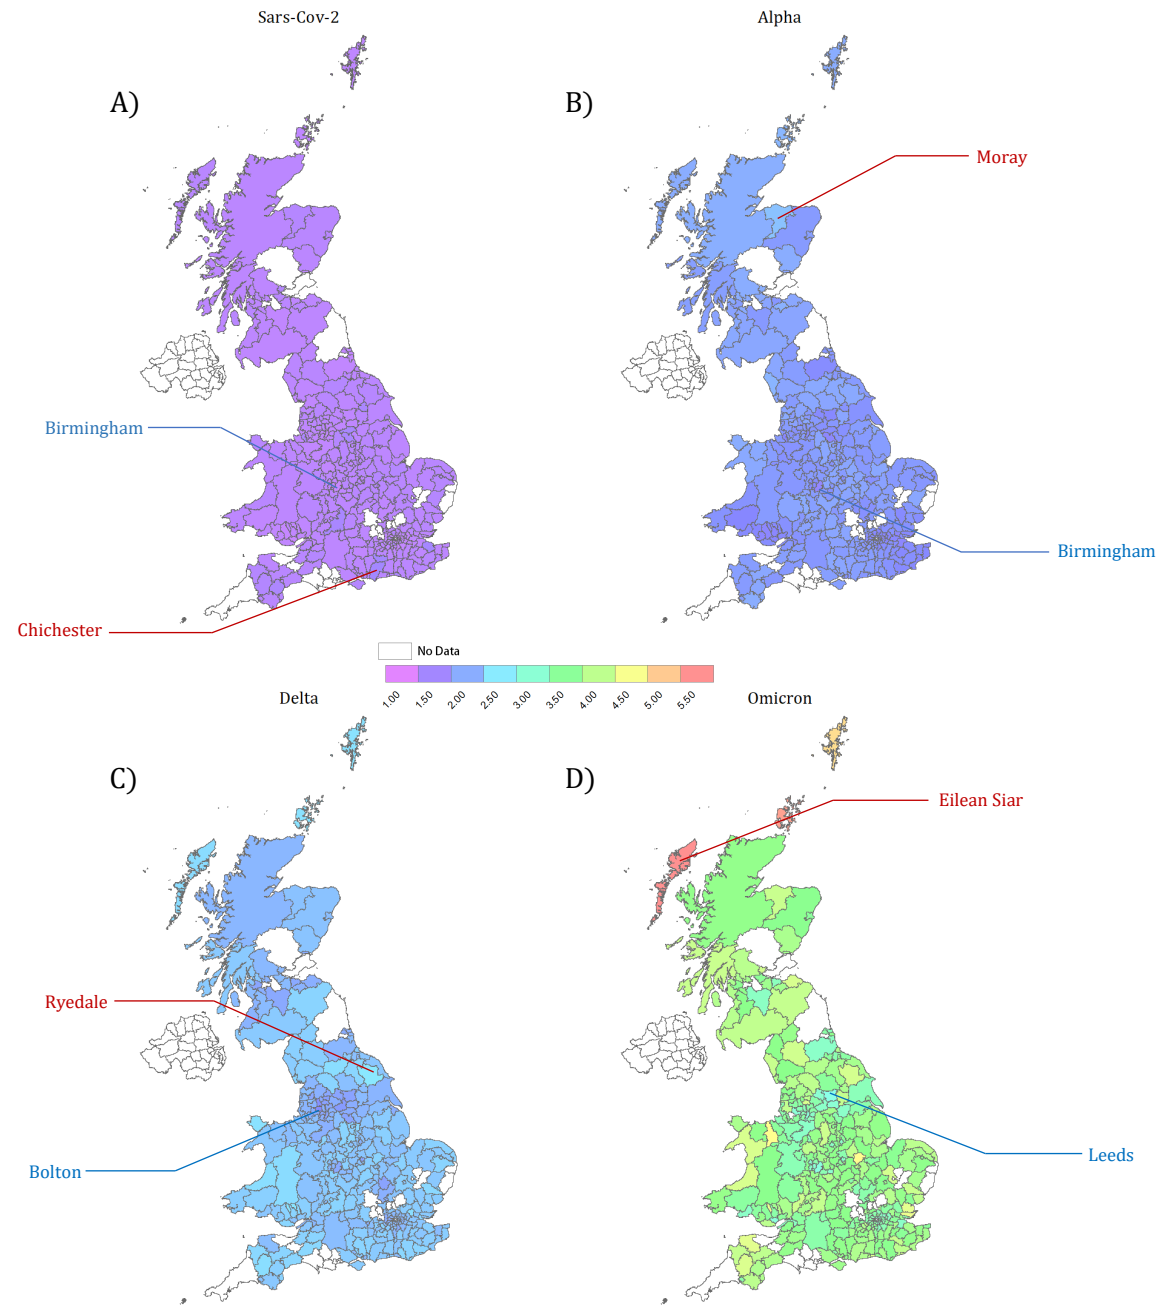 Sars-Cov-2
Alpha
A)
B)
Moray
Birmingham
Birmingham
Chichester
No Data
1.00 1.50 2.00 2.50 3.00 3.50 4.00 4.50 5.00 5.50
Delta
Omicron
C)
D)
Eilean Siar
Ryedale
Bolton
Leeds